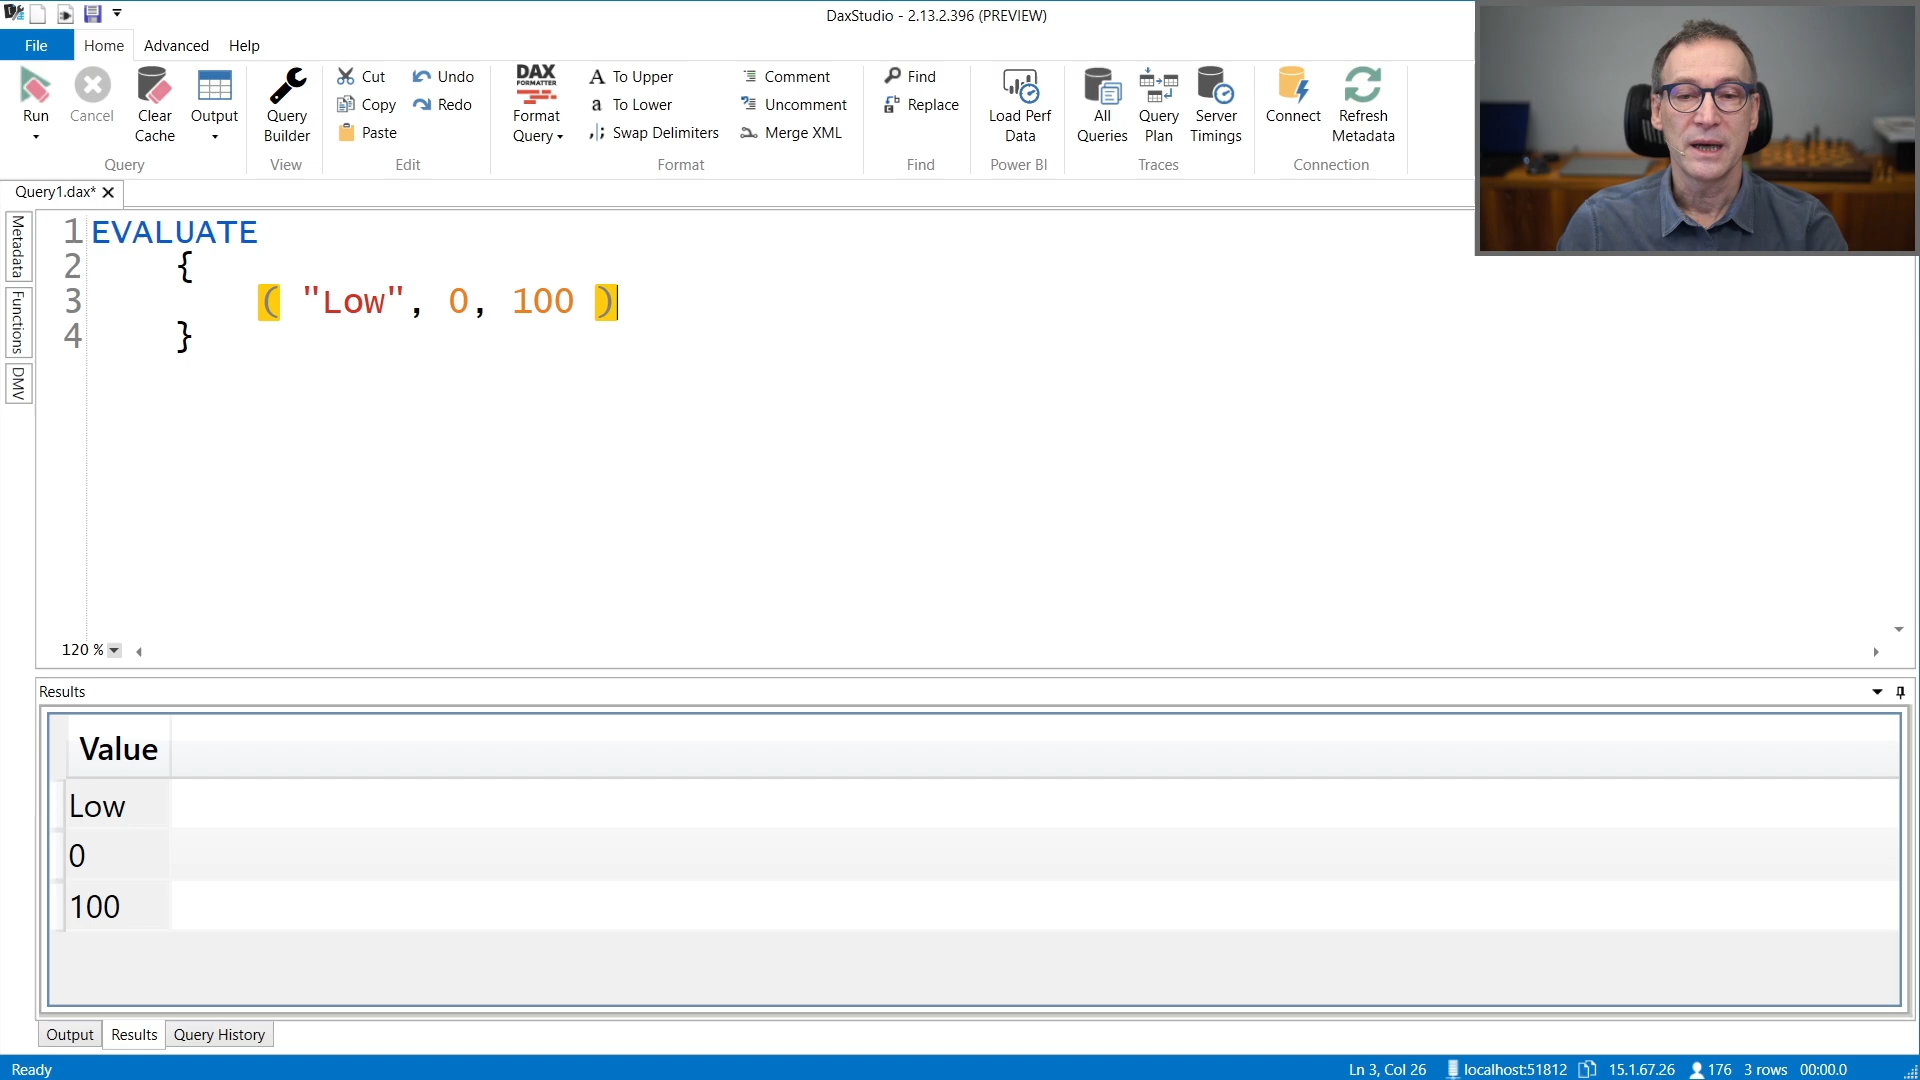 DaxStudio - 2.13.2.396 (PREVIEW)
File Home Advanced Help
Run
Cancel
Clear Cache
Output
Query
Query Builder
View
Cut
Copy
Paste
Undo
Redo
Edit
DAX
FORMATTER
Format Query
To Upper
To Lower
Swap Delimiters
Comment
Uncomment
Merge XML
Format
Find
Replace
Find
Load Perf Data
Power BI
All Queries
Query Plan
Server Timings
Traces
Connect
Refresh Metadata
Connection
Query1.dax*
Metadata
Functions
DMV
1 EVALUATE
2 {
3 ( "Low", 0, 100 )
4 }
120 %
Results
Value
Low
0
100
Output Results Query History
Ready Ln 3, Col 26 localhost:51812 15.1.67.26 176 3 rows 00:00.0